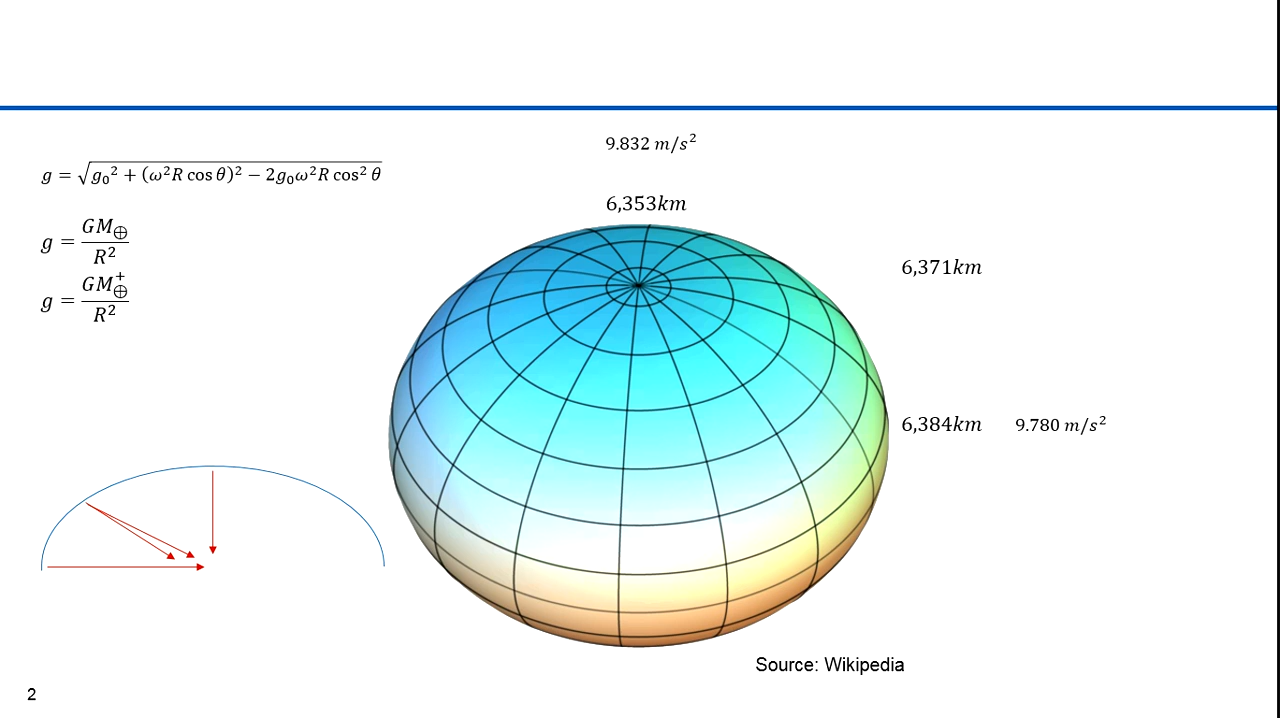 9.832 m/s²
g = √(g₀² + (ω²R cos θ)² − 2g₀ω²R cos² θ)
6,353km
g = GM⊕ / R²
6,371km
g = GM⊕⁺ / R²
6,384km 9.780 m/s²
Source: Wikipedia
2